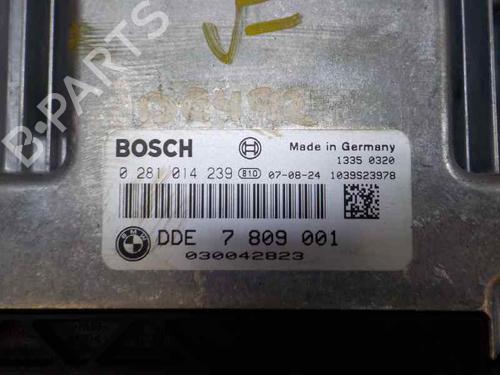 B-PARTS
BOSCH
Made in Germany
1335 0320
0 281 014 239 810 07-08-24 1039S23978
BMW
DDE 7 809 001
030042823